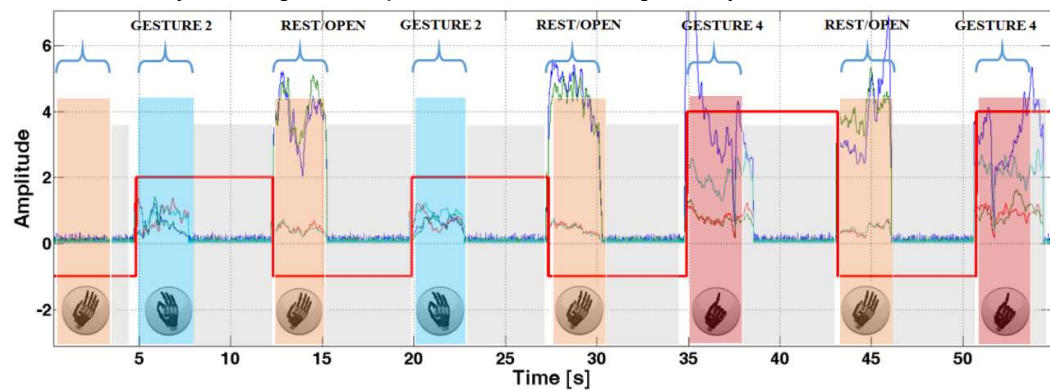 GESTURE 2 REST/OPEN GESTURE 2 REST/OPEN GESTURE 4 REST/OPEN GESTURE 4
6
4
2
0
-2
Amplitude
5 10 15 20 25 30 35 40 45 50
Time [s]